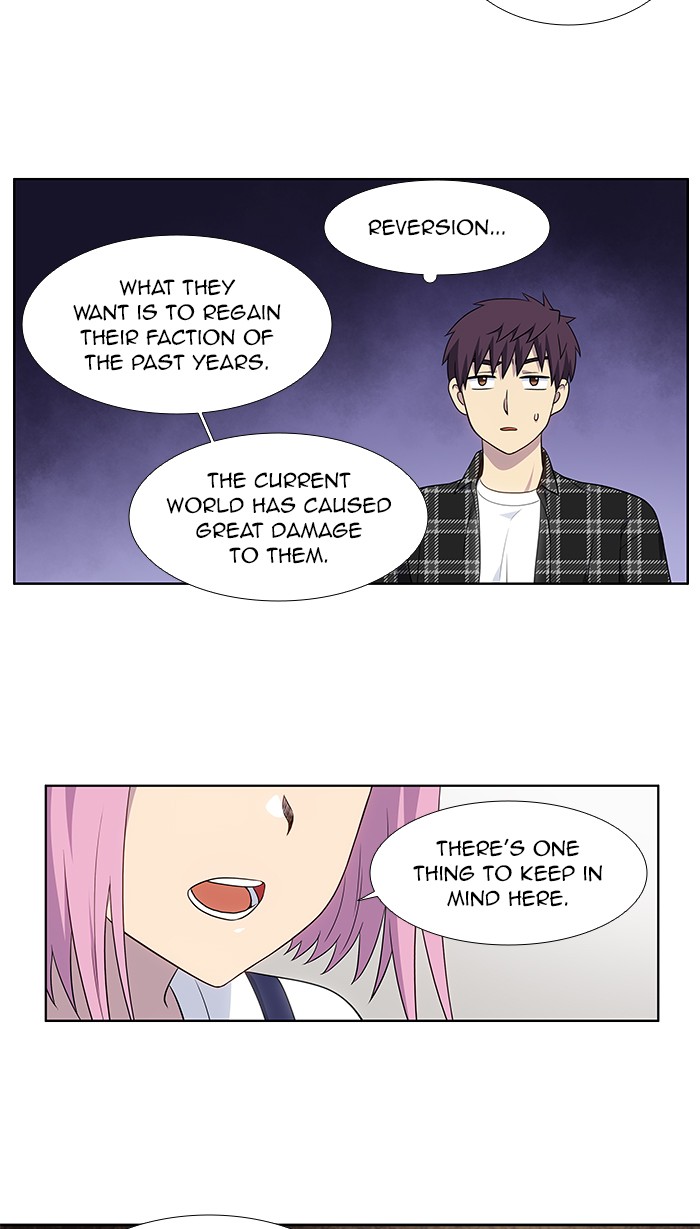 REVERSION...
WHAT THEY
WANT IS TO REGAIN
THEIR FACTION OF
THE PAST YEARS.
THE CURRENT
WORLD HAS CAUSED
GREAT DAMAGE
TO THEM.
THERE'S ONE
THING TO KEEP IN
MIND HERE.